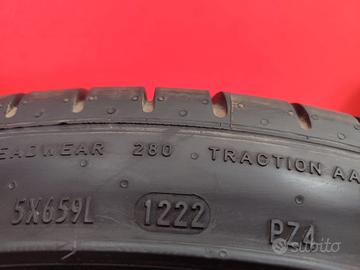 EADWEAR 280 . TRACTION AA
5X659L 1222 PZ4
subito